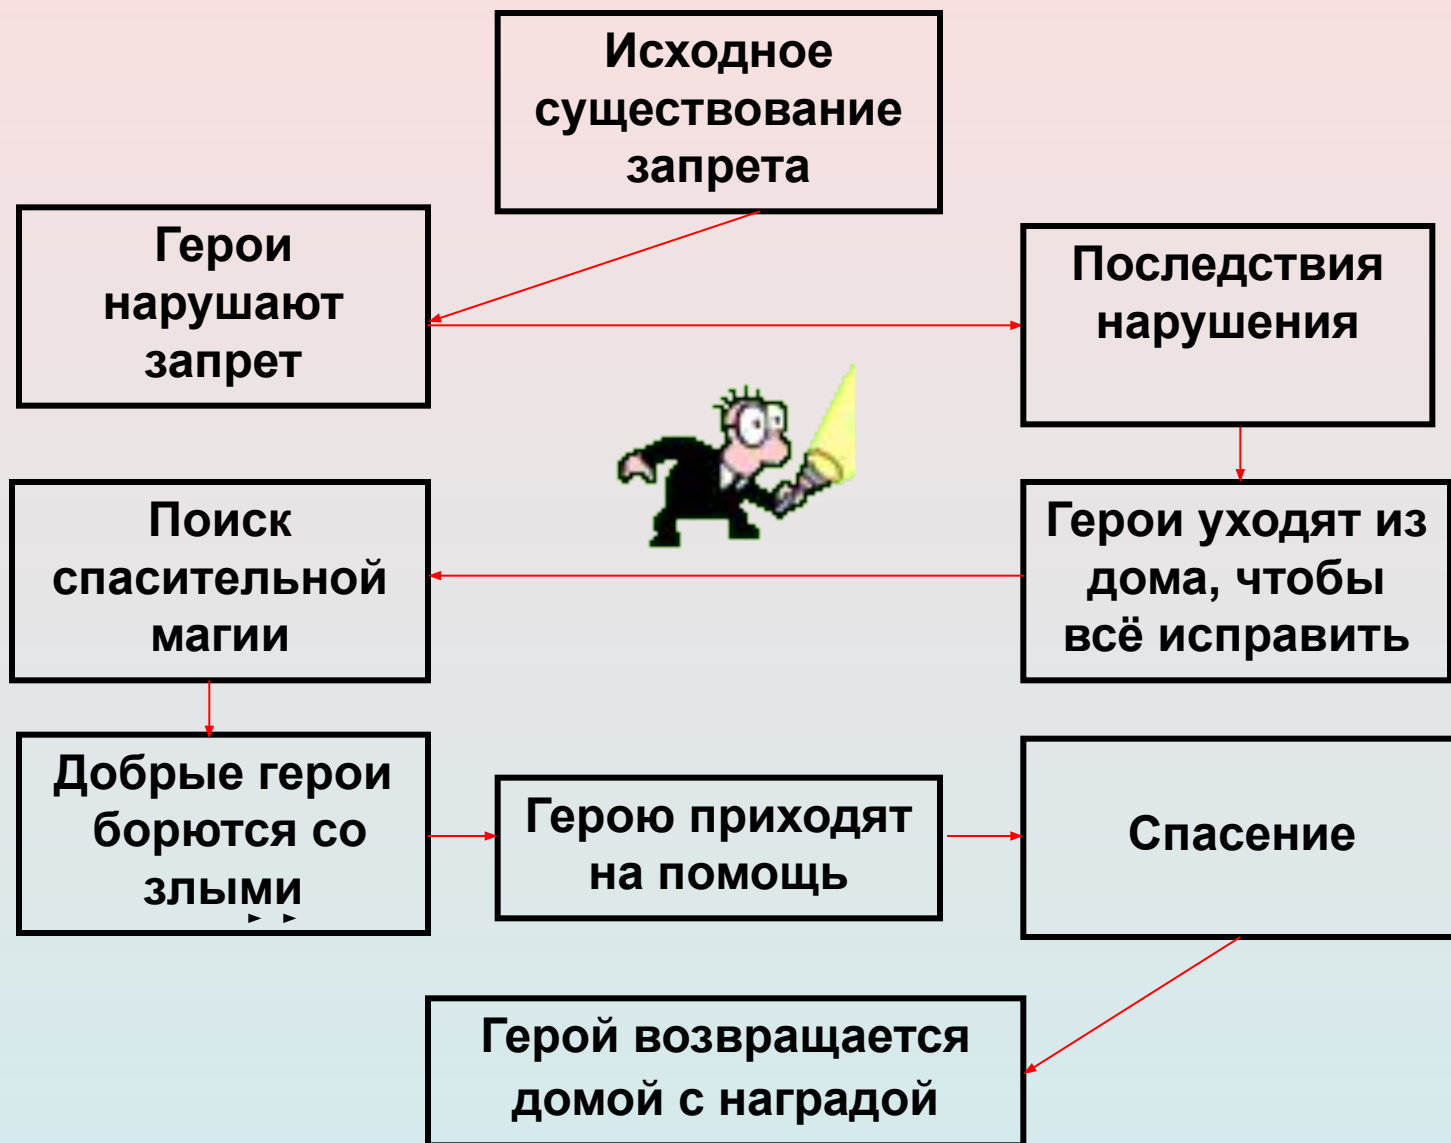 Исходное
существование
запрета
Герои
нарушают
запрет
Последствия
нарушения
Поиск
спасительной
магии
Герои уходят из
дома, чтобы
всё исправить
Добрые герои
борются со
злыми
Герою приходят
на помощь
Спасение
Герой возвращается
домой с наградой